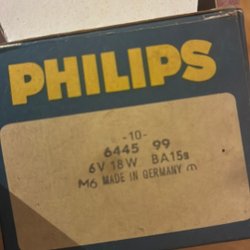 PHILIPS
-10-
6445 99
6V 18W BA15s
M6 MADE IN GERMANY